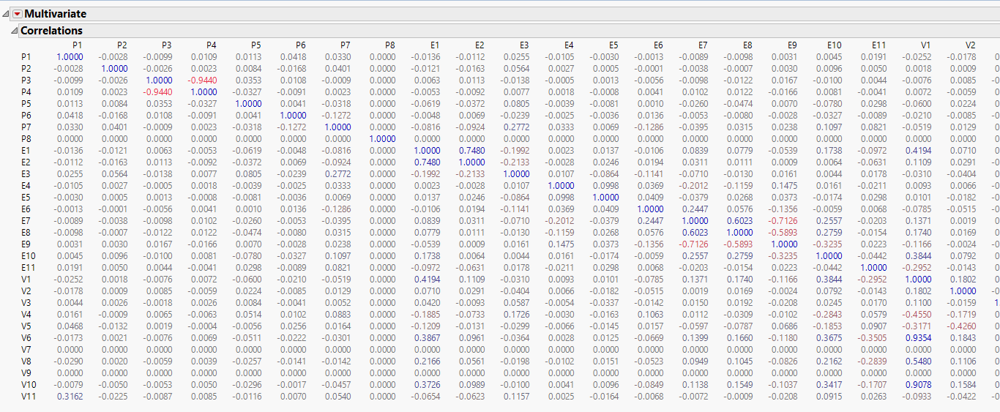 Multivariate
Correlations
P1 P2 P3 P4 P5 P6 P7 P8 E1 E2 E3 E4 E5 E6 E7 E8 E9 E10 E11 V1 V2
P1 1.0000 -0.0028 -0.0099 0.0109 0.0113 0.0418 0.0330 0.0000 -0.0136 -0.0112 0.0255 -0.0105 -0.0030 -0.0013 -0.0089 -0.0098 0.0031 0.0045 0.0191 -0.0252 -0.0178 0
P2 -0.0028 1.0000 -0.0026 0.0023 0.0084 -0.0168 0.0401 0.0000 -0.0121 -0.0163 0.0564 0.0027 0.0005 -0.0001 -0.0038 -0.0007 0.0030 0.0096 0.0050 0.0018 0.0009 0
P3 -0.0099 -0.0026 1.0000 -0.9440 0.0353 0.0108 -0.0009 0.0000 0.0063 0.0113 -0.0138 -0.0005 0.0013 -0.0056 -0.0098 -0.0122 0.0167 -0.0100 0.0044 -0.0076 0.0085 -0
P4 0.0109 0.0023 -0.9440 1.0000 -0.0327 -0.0091 0.0023 0.0000 -0.0053 -0.0092 0.0077 0.0018 -0.0008 0.0041 0.0102 0.0122 -0.0166 0.0081 -0.0041 0.0072 -0.0059 -0
P5 0.0113 0.0084 0.0353 -0.0327 1.0000 0.0041 -0.0318 0.0000 -0.0619 -0.0372 0.0805 -0.0039 -0.0081 0.0010 -0.0260 -0.0474 0.0070 -0.0780 0.0298 -0.0600 0.0224 0
P6 0.0418 -0.0168 0.0108 -0.0091 0.0041 1.0000 -0.1272 0.0000 -0.0048 0.0069 -0.0239 -0.0025 -0.0036 0.0136 -0.0053 -0.0080 -0.0028 -0.0327 -0.0089 -0.0210 -0.0085 -0
P7 0.0330 0.0401 -0.0009 0.0023 -0.0318 -0.1272 1.0000 0.0000 -0.0816 -0.0924 0.2772 0.0333 0.0069 -0.1286 -0.0395 0.0315 0.0238 0.1097 0.0821 -0.0519 0.0129 0
P8 0.0000 0.0000 0.0000 0.0000 0.0000 0.0000 0.0000 1.0000 0.0000 0.0000 0.0000 0.0000 0.0000 0.0000 0.0000 0.0000 0.0000 0.0000 0.0000 0.0000 0.0000 0
E1 -0.0136 -0.0121 0.0063 -0.0053 -0.0619 -0.0048 -0.0816 0.0000 1.0000 0.7480 -0.1992 0.0023 0.0137 -0.0106 0.0839 0.0779 -0.0539 0.1738 -0.0972 0.4194 0.0710 0
E2 -0.0112 -0.0163 0.0113 -0.0092 -0.0372 0.0069 -0.0924 0.0000 0.7480 1.0000 -0.2133 -0.0028 0.0246 0.0194 0.0311 0.0111 0.0009 0.0064 -0.0631 0.1109 0.0291 -0
E3 0.0255 0.0564 -0.0138 0.0077 0.0805 -0.0239 0.2772 0.0000 -0.1992 -0.2133 1.0000 0.0107 -0.0864 -0.1141 -0.0710 -0.0130 0.0161 0.0044 0.0178 -0.0310 -0.0404 0
E4 -0.0105 0.0027 -0.0005 0.0018 -0.0039 -0.0025 0.0333 0.0000 0.0023 -0.0028 0.0107 1.0000 0.0998 0.0369 -0.2012 -0.1159 0.1475 0.0161 -0.0211 0.0093 0.0066 -0
E5 -0.0030 0.0005 0.0013 -0.0008 -0.0081 -0.0036 0.0069 0.0000 0.0137 0.0246 -0.0864 0.0998 1.0000 0.0409 -0.0379 0.0268 0.0373 -0.0174 0.0298 0.0101 -0.0182 -0
E6 -0.0013 -0.0001 -0.0056 0.0041 0.0010 0.0136 -0.1286 0.0000 -0.0106 0.0194 -0.1141 0.0369 0.0409 1.0000 0.2447 0.0576 -0.1356 -0.0059 0.0068 -0.0785 -0.0515 -0
E7 -0.0089 -0.0038 -0.0098 0.0102 -0.0260 -0.0053 -0.0395 0.0000 0.0839 0.0311 -0.0710 -0.2012 -0.0379 0.2447 1.0000 0.6023 -0.7126 0.2557 -0.0203 0.1371 0.0019 0
E8 -0.0098 -0.0007 -0.0122 0.0122 -0.0474 -0.0080 0.0315 0.0000 0.0779 0.0111 -0.0130 -0.1159 0.0268 0.0576 0.6023 1.0000 -0.5893 0.2759 -0.0154 0.1740 0.0169 0
E9 0.0031 0.0030 0.0167 -0.0166 0.0070 -0.0028 0.0238 0.0000 -0.0539 0.0009 0.0161 0.1475 0.0373 -0.1356 -0.7126 -0.5893 1.0000 -0.3235 0.0223 -0.1166 -0.0024 -0
E10 0.0045 0.0096 -0.0100 0.0081 -0.0780 -0.0327 0.1097 0.0000 0.1738 0.0064 0.0044 0.0161 -0.0174 -0.0059 0.2557 0.2759 -0.3235 1.0000 -0.0442 0.3844 0.0792 0
E11 0.0191 0.0050 0.0044 -0.0041 0.0298 -0.0089 0.0821 0.0000 -0.0972 -0.0631 0.0178 -0.0211 0.0298 0.0068 -0.0203 -0.0154 0.0223 -0.0442 1.0000 -0.2952 -0.0143 0
V1 -0.0252 0.0018 -0.0076 0.0072 -0.0600 -0.0210 -0.0519 0.0000 0.4194 0.1109 -0.0310 0.0093 0.0101 -0.0785 0.1371 0.1740 -0.1166 0.3844 -0.2952 1.0000 0.1802 0
V2 -0.0178 0.0009 0.0085 -0.0059 0.0224 -0.0085 0.0129 0.0000 0.0710 0.0291 -0.0404 0.0066 -0.0182 -0.0515 0.0019 0.0169 -0.0024 0.0792 -0.0143 0.1802 1.0000 -0
V3 0.0044 0.0026 -0.0018 -0.0026 0.0084 -0.0041 0.0052 0.0000 0.0420 -0.0093 0.0587 -0.0054 -0.0337 -0.0142 0.0150 0.0192 -0.0208 0.0245 0.0170 0.1100 -0.0159 1
V4 0.0161 -0.0009 0.0065 -0.0063 0.0514 0.0102 0.0883 0.0000 -0.1885 -0.0733 0.1726 -0.0030 -0.0163 0.1063 0.0112 -0.0309 -0.0102 -0.2843 0.0579 -0.4550 -0.1719 0
V5 0.0468 -0.0132 0.0019 -0.0004 -0.0056 0.0256 0.0164 0.0000 -0.1209 -0.0131 -0.0299 -0.0066 -0.0145 0.0157 -0.0597 -0.0787 0.0686 -0.1853 0.0907 -0.3171 -0.4260 -0
V6 -0.0173 0.0021 -0.0076 0.0069 -0.0511 -0.0222 -0.0301 0.0000 0.3867 0.0961 -0.0364 0.0028 0.0125 -0.0669 0.1399 0.1660 -0.1180 0.3675 -0.3505 0.9354 0.1843 0
V7 0.0000 0.0000 0.0000 0.0000 0.0000 0.0000 0.0000 0.0000 0.0000 0.0000 0.0000 0.0000 0.0000 0.0000 0.0000 0.0000 0.0000 0.0000 0.0000 0.0000 0.0000 0
V8 -0.0290 0.0020 -0.0059 0.0039 -0.0257 -0.0141 -0.0142 0.0000 0.2166 0.0561 -0.0198 -0.0102 0.0151 -0.0523 0.0949 0.1045 -0.0826 0.2162 -0.2839 0.5480 0.1106 0
V9 0.0000 0.0000 0.0000 0.0000 0.0000 0.0000 0.0000 0.0000 0.0000 0.0000 0.0000 0.0000 0.0000 0.0000 0.0000 0.0000 0.0000 0.0000 0.0000 0.0000 0.0000 0
V10 -0.0079 -0.0050 -0.0053 0.0050 -0.0296 -0.0017 -0.0457 0.0000 0.3726 0.0989 -0.0100 0.0041 0.0096 -0.0849 0.1138 0.1549 -0.1037 0.3417 -0.1707 0.9078 0.1584 0
V11 0.3162 -0.0225 -0.0087 0.0085 -0.0116 0.0070 0.0540 0.0000 -0.0654 -0.0623 0.1157 0.0025 -0.0164 -0.0068 -0.0072 -0.0009 -0.0208 0.0915 0.0263 -0.0933 -0.0422 0